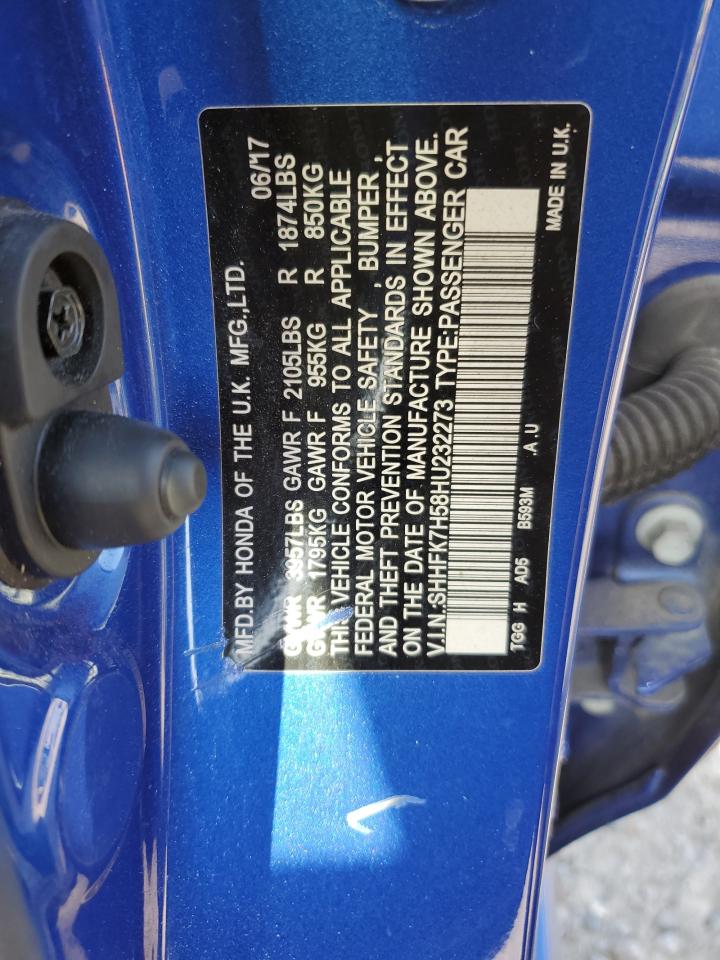 MFD.BY HONDA OF THE U.K. MFG.,LTD. 06/17
GVWR 3957LBS GAWR F 2105LBS R 1874LBS
GVWR 1795KG GAWR F 955KG R 850KG
THIS VEHICLE CONFORMS TO ALL APPLICABLE
FEDERAL MOTOR VEHICLE SAFETY , BUMPER ,
AND THEFT PREVENTION STANDARDS IN EFFECT
ON THE DATE OF MANUFACTURE SHOWN ABOVE.
V.I.N.:SHHFK7H58HU232273 TYPE:PASSENGER CAR
TGG H AD5 B593M .A.U MADE IN U.K.